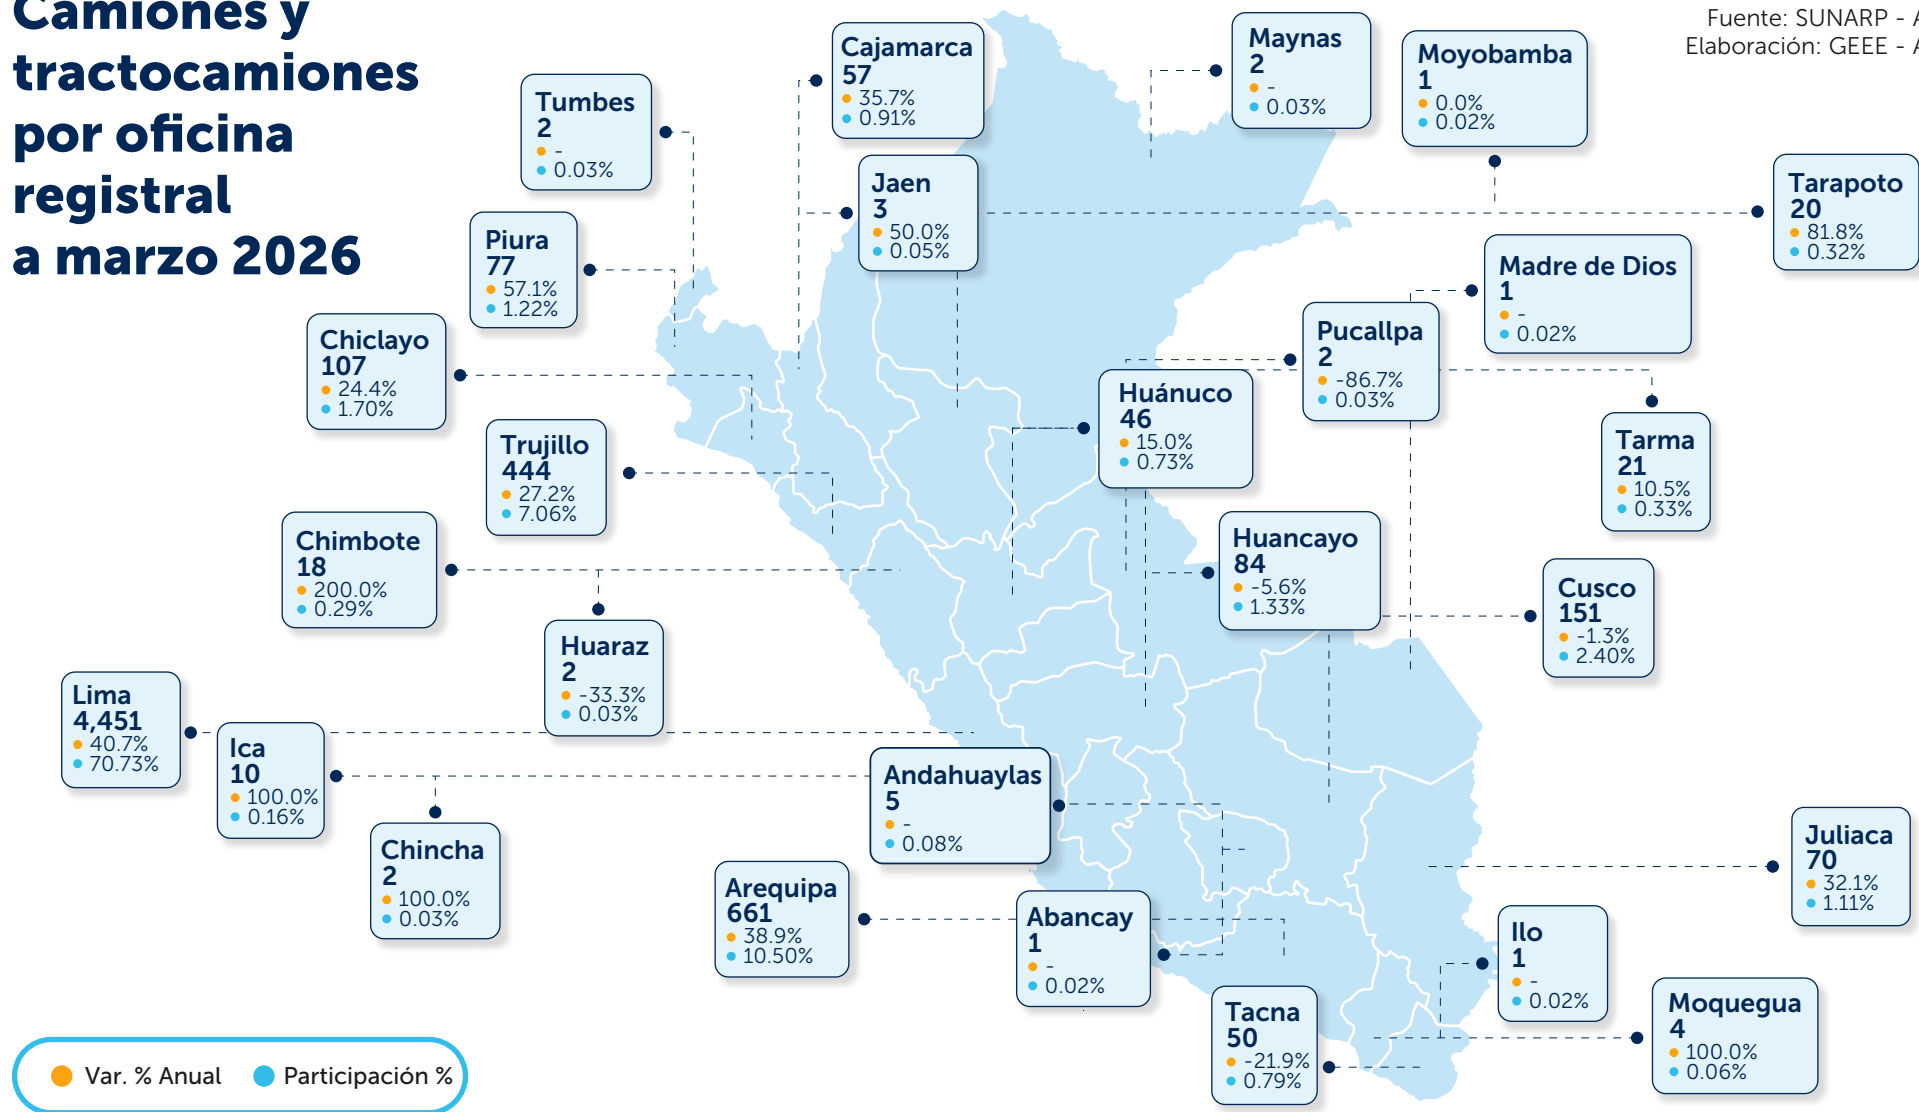 Camiones y
tractocamiones
por oficina
registral
a marzo 2026
Fuente: SUNARP -
Elaboración: GEEE -
Tumbes
2
-
0.03%
Cajamarca
57
35.7%
0.91%
Maynas
2
-
0.03%
Moyobamba
1
0.0%
0.02%
Tarapoto
20
81.8%
0.32%
Jaen
3
50.0%
0.05%
Piura
77
57.1%
1.22%
Madre de Dios
1
-
0.02%
Chiclayo
107
24.4%
1.70%
Pucallpa
2
-86.7%
0.03%
Huánuco
46
15.0%
0.73%
Tarma
21
10.5%
0.33%
Trujillo
444
27.2%
7.06%
Chimbote
18
200.0%
0.29%
Huancayo
84
-5.6%
1.33%
Cusco
151
-1.3%
2.40%
Huaraz
2
-33.3%
0.03%
Lima
4,451
40.7%
70.73%
Ica
10
100.0%
0.16%
Chincha
2
100.0%
0.03%
Andahuaylas
5
-
0.08%
Juliaca
70
32.1%
1.11%
Arequipa
661
38.9%
10.50%
Abancay
1
-
0.02%
Ilo
1
-
0.02%
Tacna
50
-21.9%
0.79%
Moquegua
4
100.0%
0.06%
Var. % Anual
Participación %